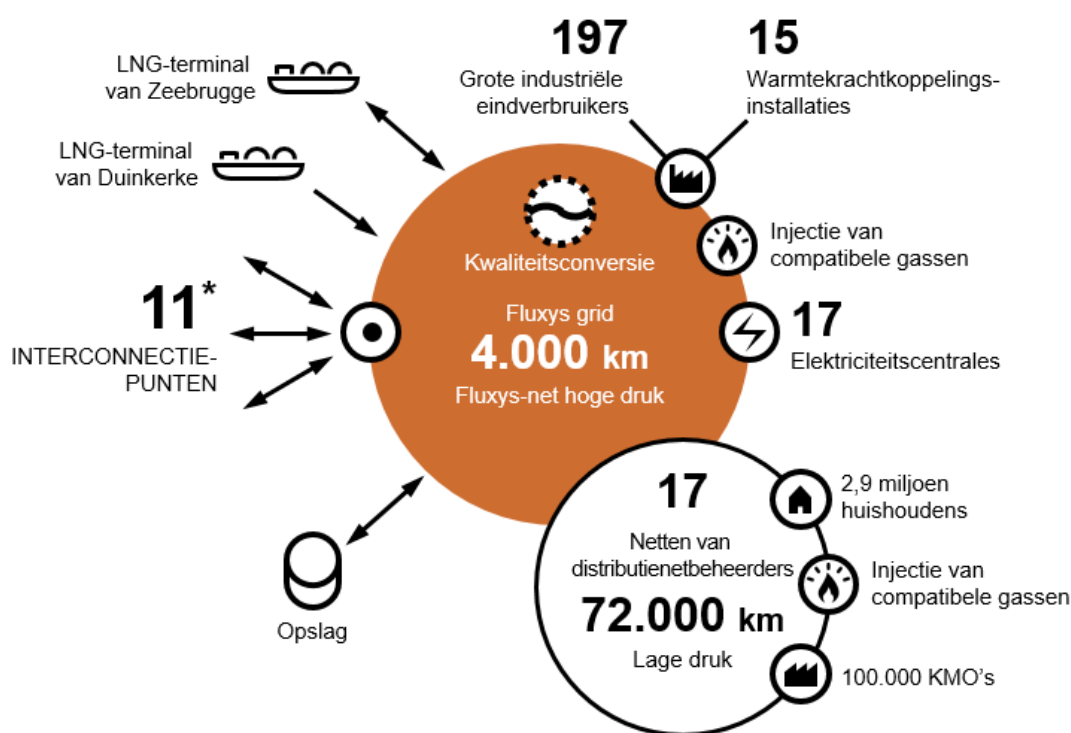 197
Grote industriële
eindverbruikers
15
Warmtekrachtkoppelings-
installaties
LNG-terminal
van Zeebrugge
LNG-terminal
van Duinkerke
Kwaliteitsconversie
Injectie van
compatibele gassen
11*
INTERCONNECTIE-
PUNTEN
Fluxys grid
4.000 km
Fluxys-net hoge druk
17
Elektriciteitscentrales
17
Netten van
distributienetbeheerders
72.000 km
Lage druk
2,9 miljoen
huishoudens
Injectie van
compatibele gassen
100.000 KMO's
Opslag